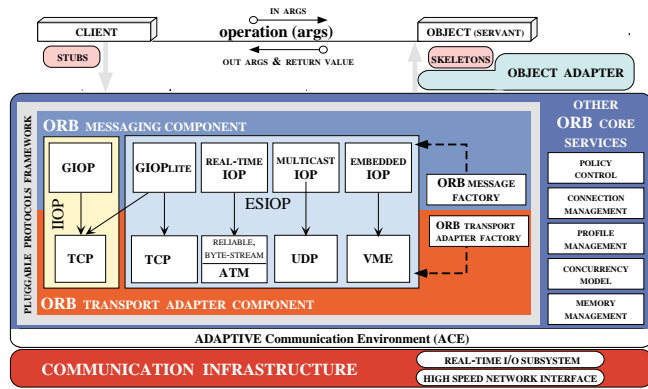 IN ARGS
CLIENT
operation (args)
OBJECT (SERVANT)
OUT ARGS & RETURN VALUE
STUBS
SKELETONS
OBJECT ADAPTER
PLUGGABLE PROTOCOLS FRAMEWORK
ORB MESSAGING COMPONENT
GIOP
GIOPLITE
REAL-TIME
IOP
MULTICAST
IOP
EMBEDDED
IOP
IIOP
ESIOP
ORB MESSAGE
FACTORY
ORB TRANSPORT
ADAPTER FACTORY
TCP
TCP
RELIABLE,
BYTE-STREAM
ATM
UDP
VME
ORB TRANSPORT ADAPTER COMPONENT
OTHER
ORB CORE
SERVICES
POLICY
CONTROL
CONNECTION
MANAGEMENT
PROFILE
MANAGEMENT
CONCURRENCY
MODEL
MEMORY
MANAGEMENT
ADAPTIVE Communication Environment (ACE)
COMMUNICATION INFRASTRUCTURE
REAL-TIME I/O SUBSYSTEM
HIGH SPEED NETWORK INTERFACE